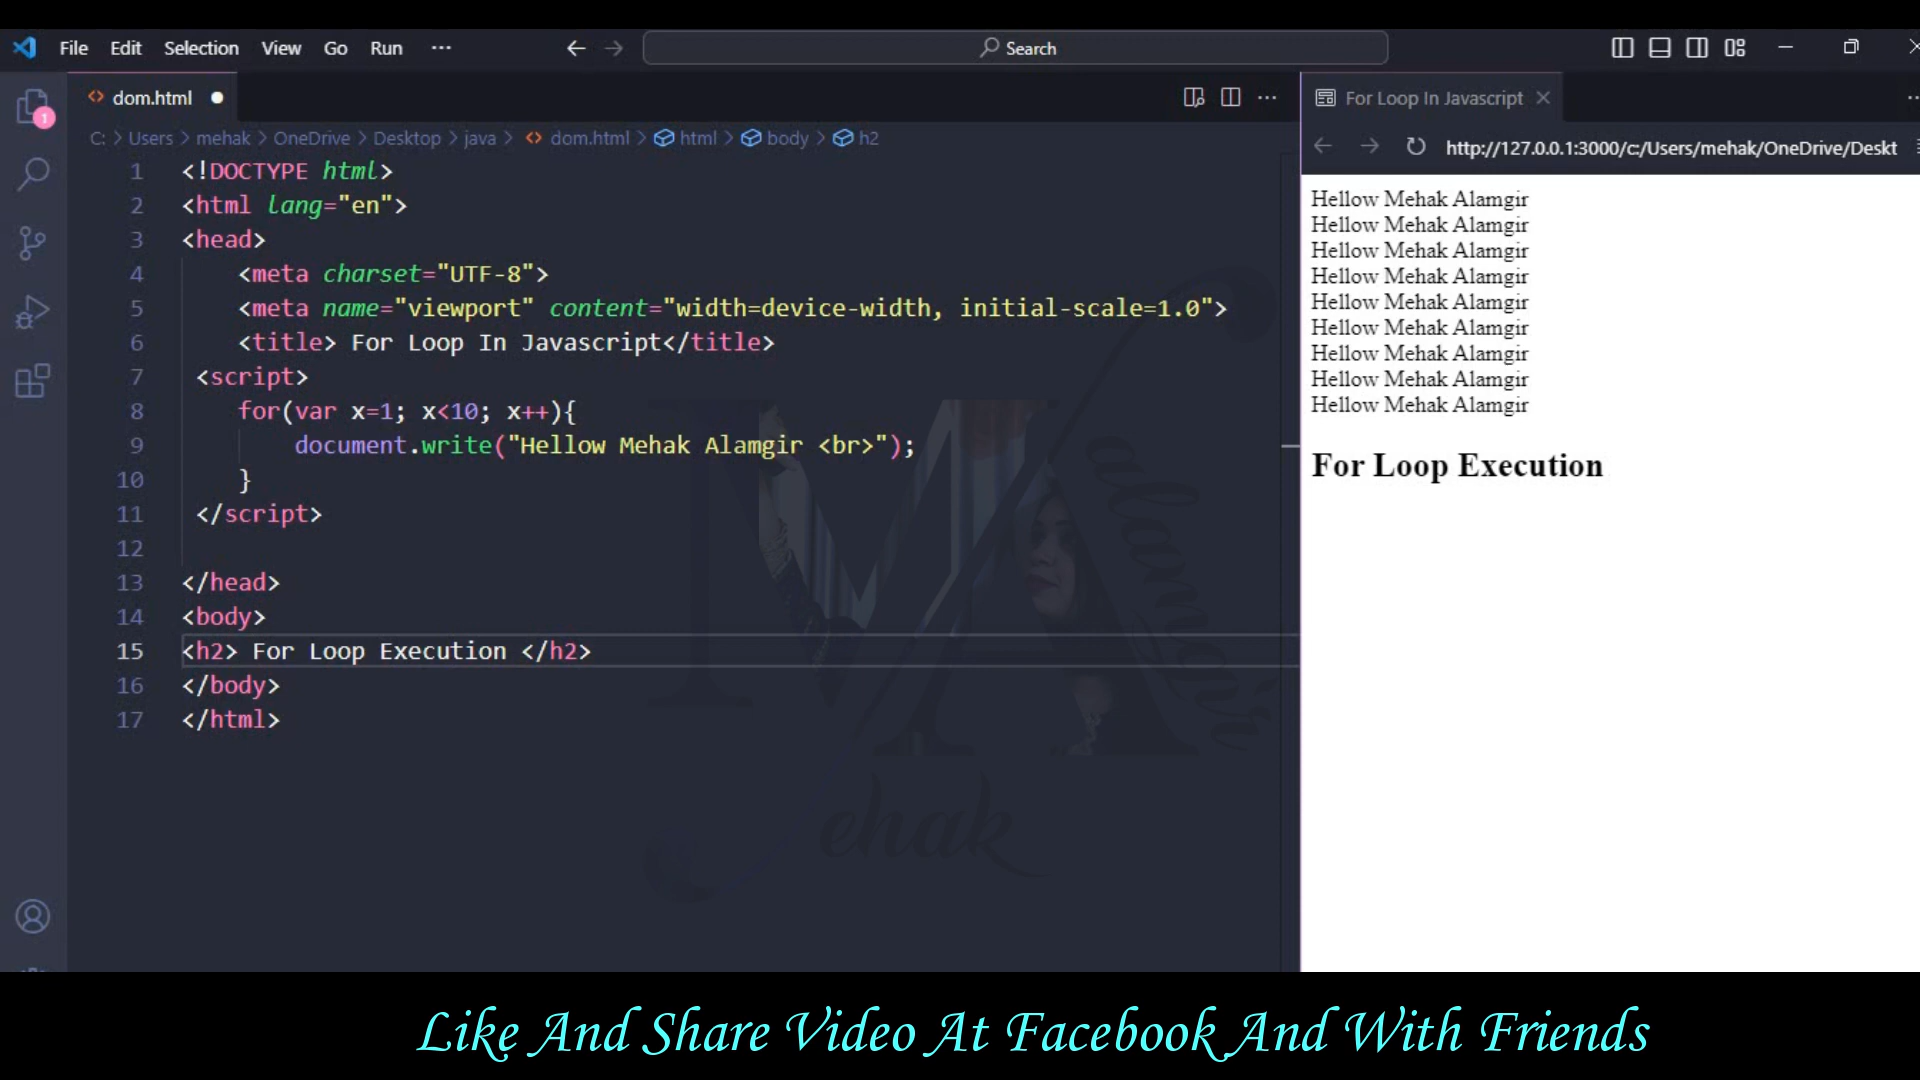 File Edit Selection View Go Run ··· Search
dom.html
For Loop In Javascript
C: > Users > mehak > OneDrive > Desktop > java > dom.html > html > body > h2
http://127.0.0.1:3000/c:/Users/mehak/OneDrive/Deskt
1
1 <!DOCTYPE html>
2 <html lang="en">
3 <head>
4 <meta charset="UTF-8">
5 <meta name="viewport" content="width=device-width, initial-scale=1.0">
6 <title> For Loop In Javascript</title>
7 <script>
8 for(var x=1; x<10; x++){
9 document.write("Hellow Mehak Alamgir <br>");
10 }
11 </script>
12
13 </head>
14 <body>
15 <h2> For Loop Execution </h2>
16 </body>
17 </html>
Hellow Mehak Alamgir
Hellow Mehak Alamgir
Hellow Mehak Alamgir
Hellow Mehak Alamgir
Hellow Mehak Alamgir
Hellow Mehak Alamgir
Hellow Mehak Alamgir
Hellow Mehak Alamgir
Hellow Mehak Alamgir
For Loop Execution
MA
alamgir
ehak
Like And Share Video At Facebook And With Friends